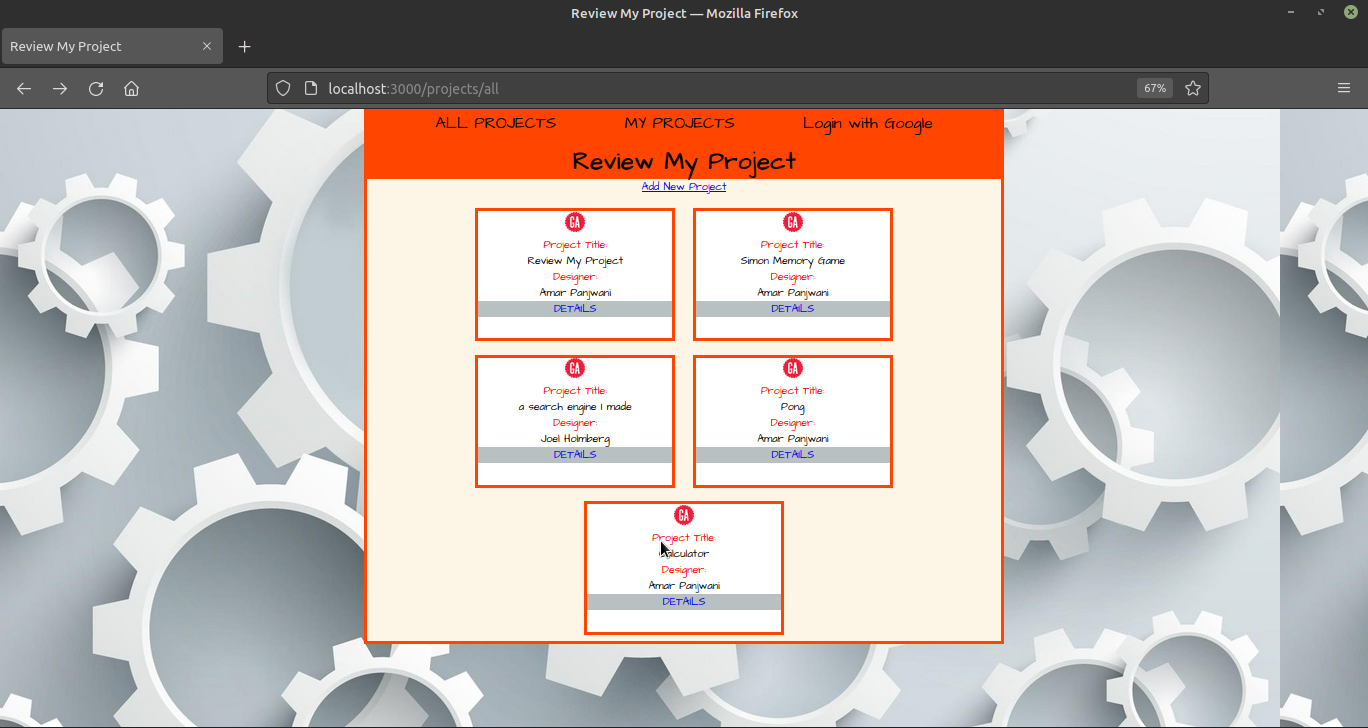 Review My Project — Mozilla Firefox
Review My Project
localhost:3000/projects/all
67%
ALL PROJECTS MY PROJECTS Login with Google
Review My Project
Add New Project
GA
Project Title:
Review My Project
Designer:
Amar Panjwani
DETAILS
GA
Project Title:
Simon Memory Game
Designer:
Amar Panjwani
DETAILS
GA
Project Title:
a search engine I made
Designer:
Joel Holmberg
DETAILS
GA
Project Title:
Pong
Designer:
Amar Panjwani
DETAILS
GA
Project Title:
Calculator
Designer:
Amar Panjwani
DETAILS